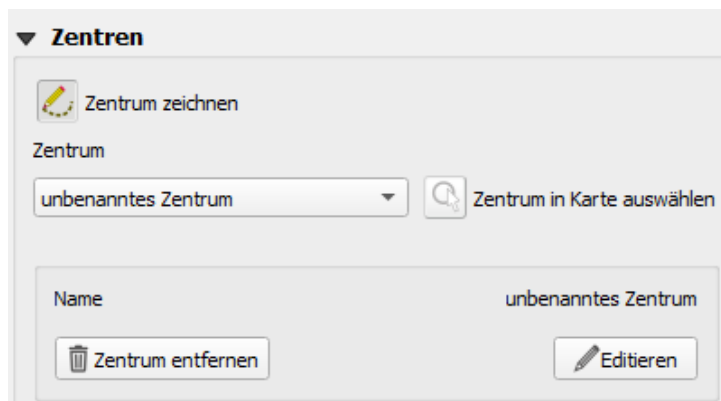 Zentren
Zentrum zeichnen
Zentrum
unbenanntes Zentrum Zentrum in Karte auswählen
Name unbenanntes Zentrum
Zentrum entfernen Editieren